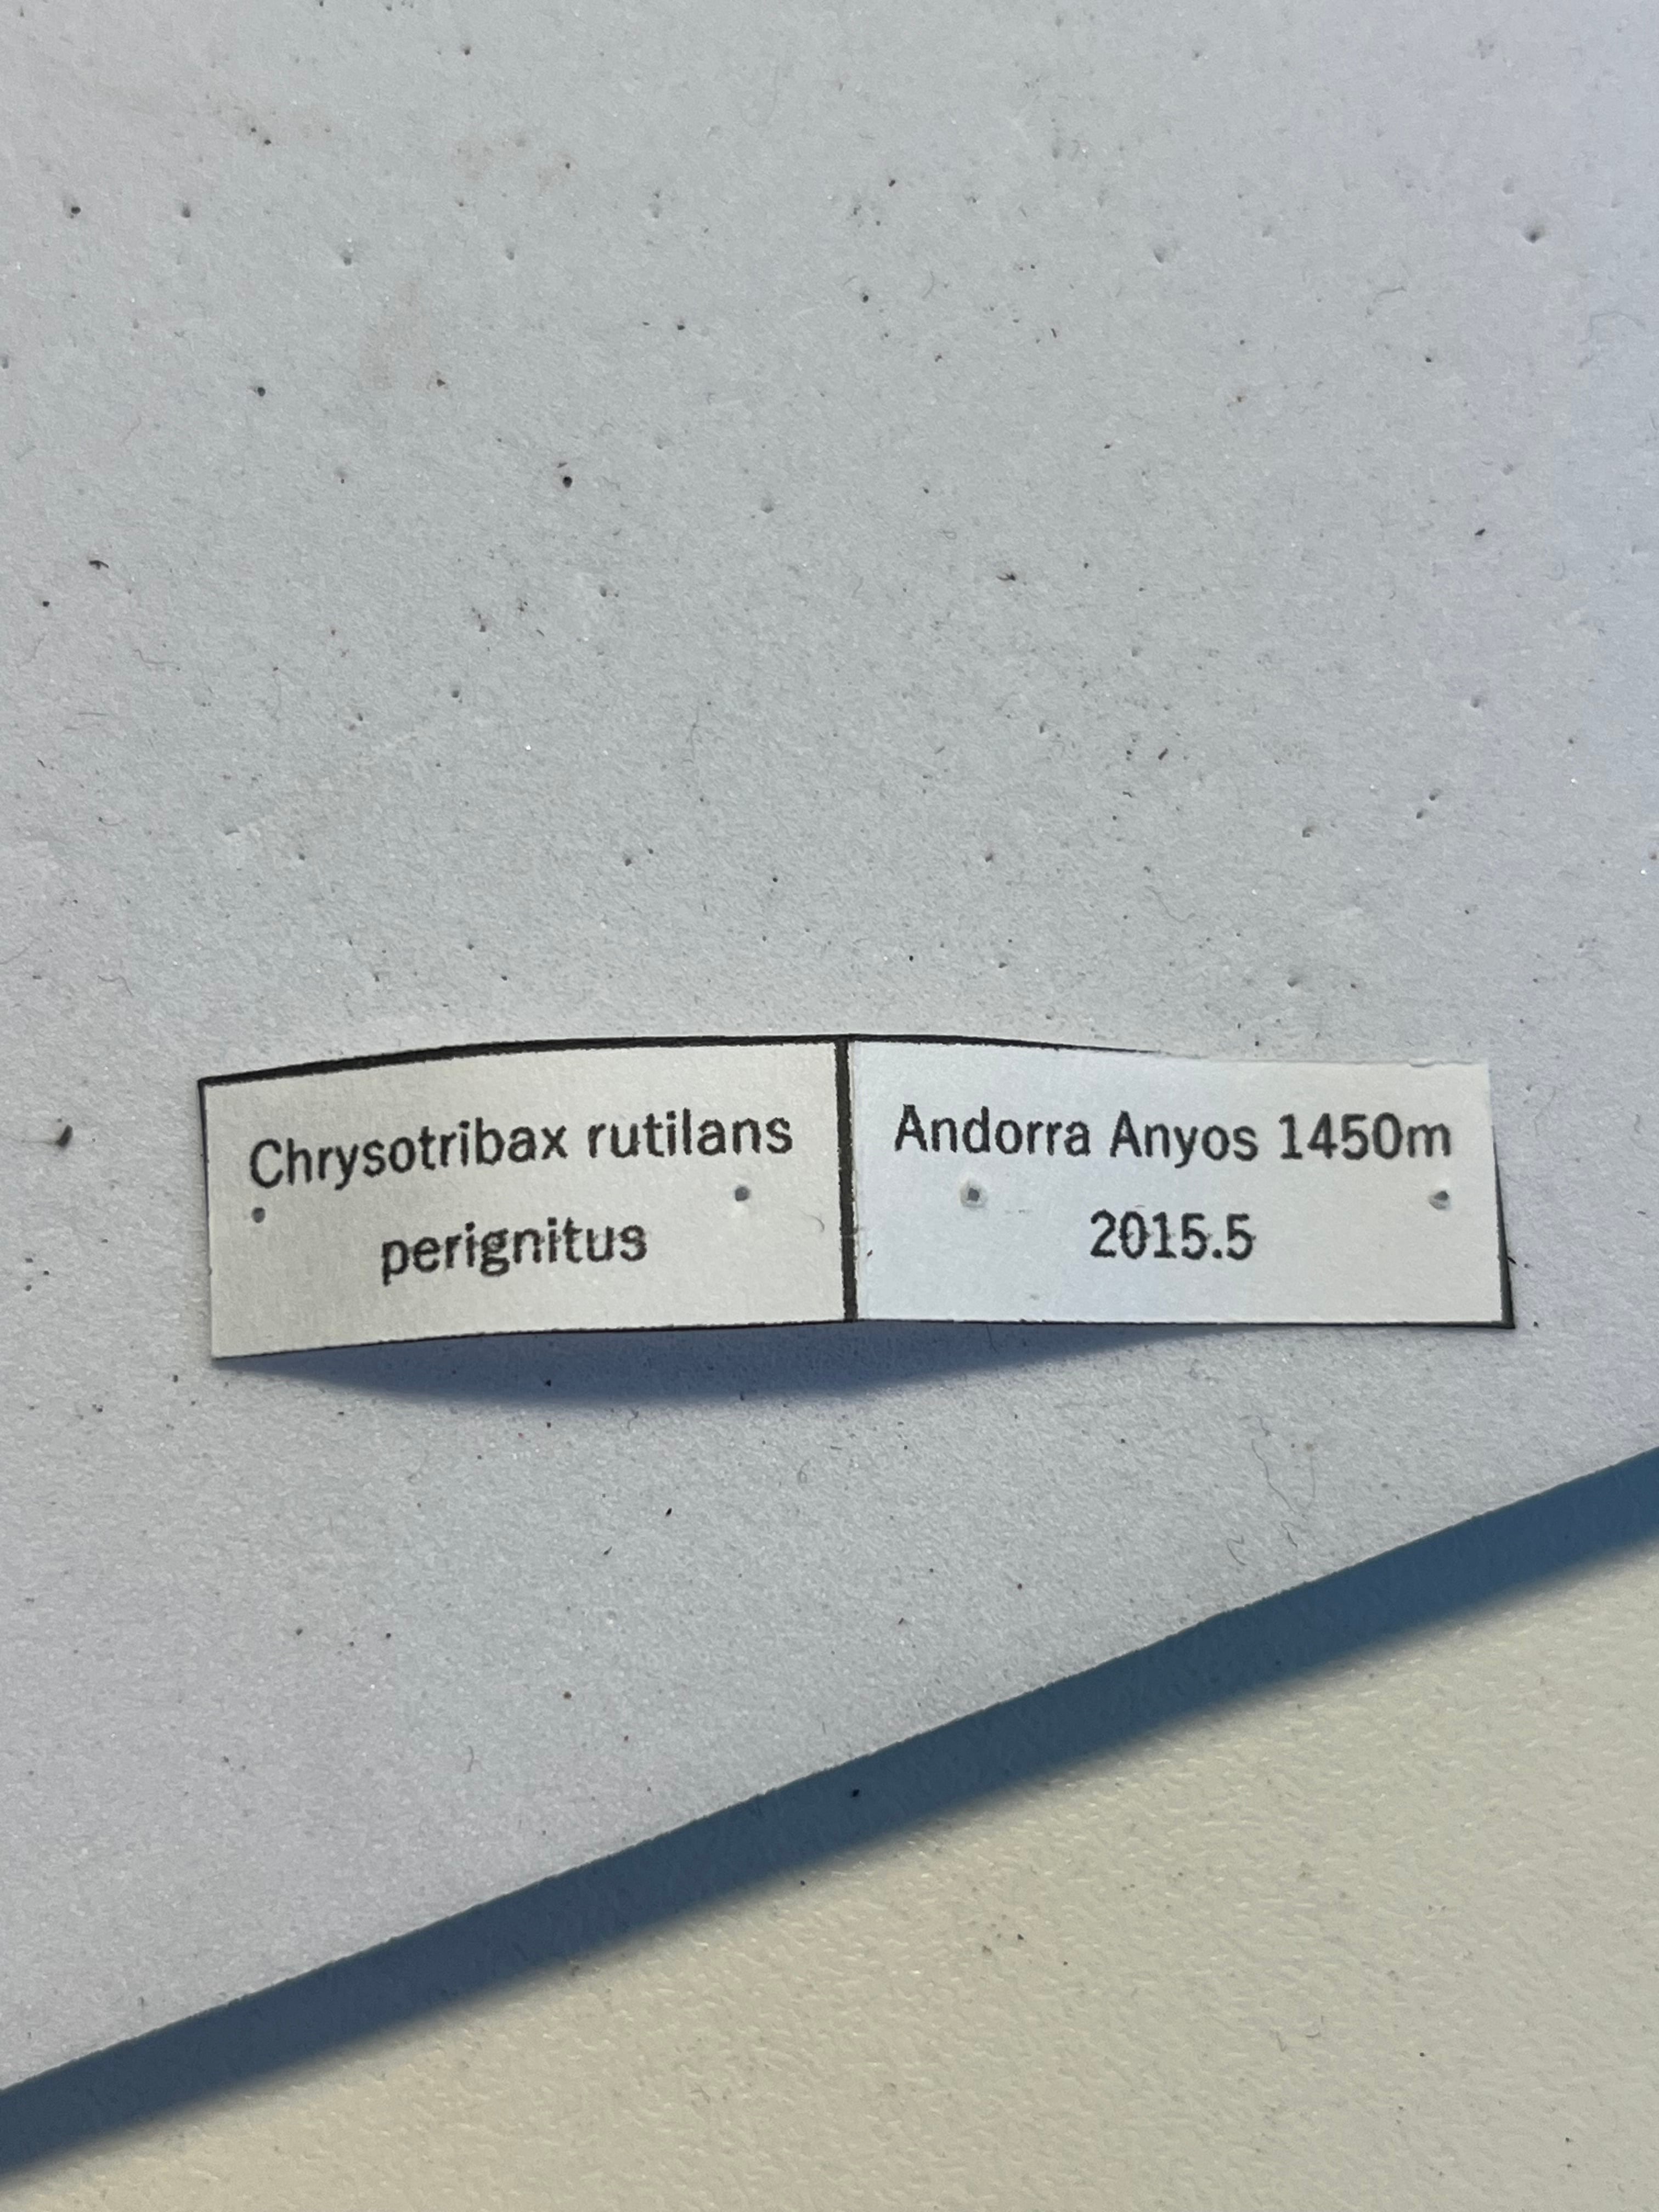 Chrysotribax rutilans
perignitus
Andorra Anyos 1450m
2015.5